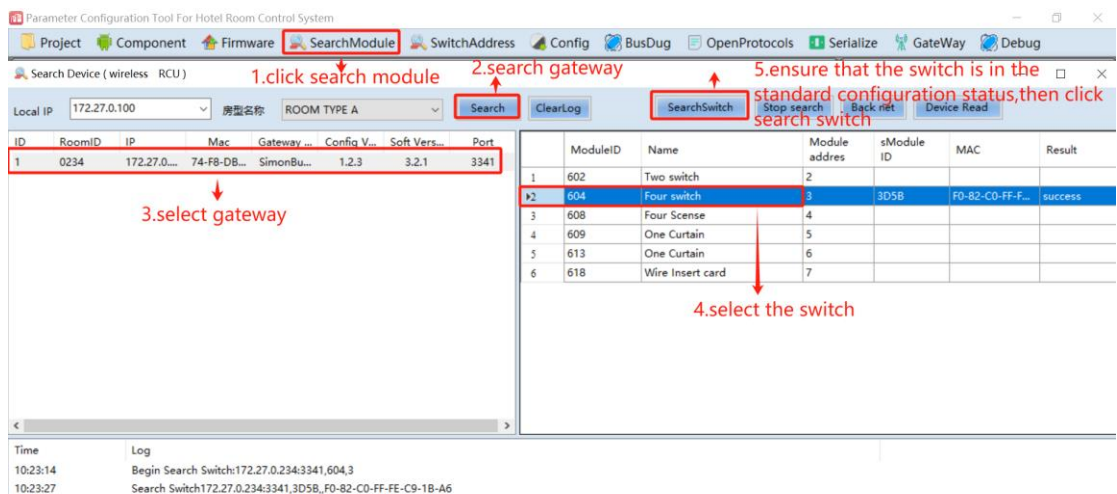 Parameter Configuration Tool For Hotel Room Control System
Project Component Firmware SearchModule SwitchAddress Config BusDug OpenProtocols Serialize GateWay Debug
Search Device ( wireless RCU )
1.click search module
2.search gateway
5.ensure that the switch is in the
standard configuration status,then click
search switch
Local IP 172.27.0.100 房型名称 ROOM TYPE A Search ClearLog SearchSwitch Stop search Back net Device Read
ID RoomID IP Mac Gateway ... Config V... Soft Vers... Port
1 0234 172.27.0.... 74-F8-DB... SimonBu... 1.2.3 3.2.1 3341
3.select gateway
ModuleID Name Module addres sModule ID MAC Result
1 602 Two switch 2
2 604 Four switch 3 3D5B F0-82-C0-FF-F... success
3 608 Four Scense 4
4 609 One Curtain 5
5 613 One Curtain 6
6 618 Wire Insert card 7
4.select the switch
Time Log
10:23:14 Begin Search Switch:172.27.0.234:3341,604,3
10:23:27 Search Switch172.27.0.234:3341,3D5B,,F0-82-C0-FF-FE-C9-1B-A6